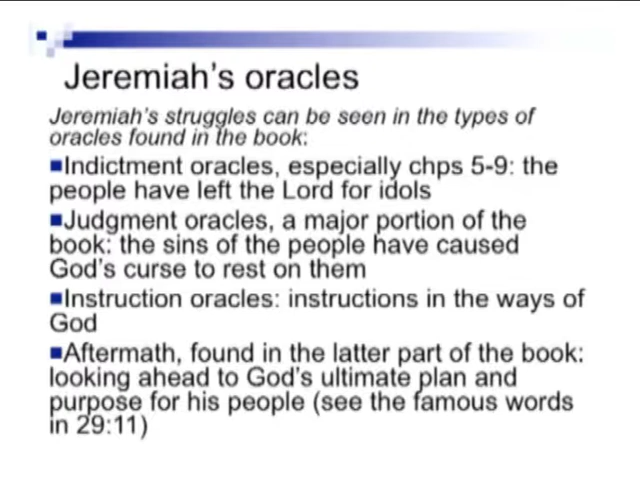 Jeremiah's oracles
Jeremiah's struggles can be seen in the types of
oracles found in the book:
■Indictment oracles, especially chps 5-9: the
people have left the Lord for idols
■Judgment oracles, a major portion of the
book: the sins of the people have caused
God's curse to rest on them
■Instruction oracles: instructions in the ways of
God
■Aftermath, found in the latter part of the book:
looking ahead to God's ultimate plan and
purpose for his people (see the famous words
in 29:11)